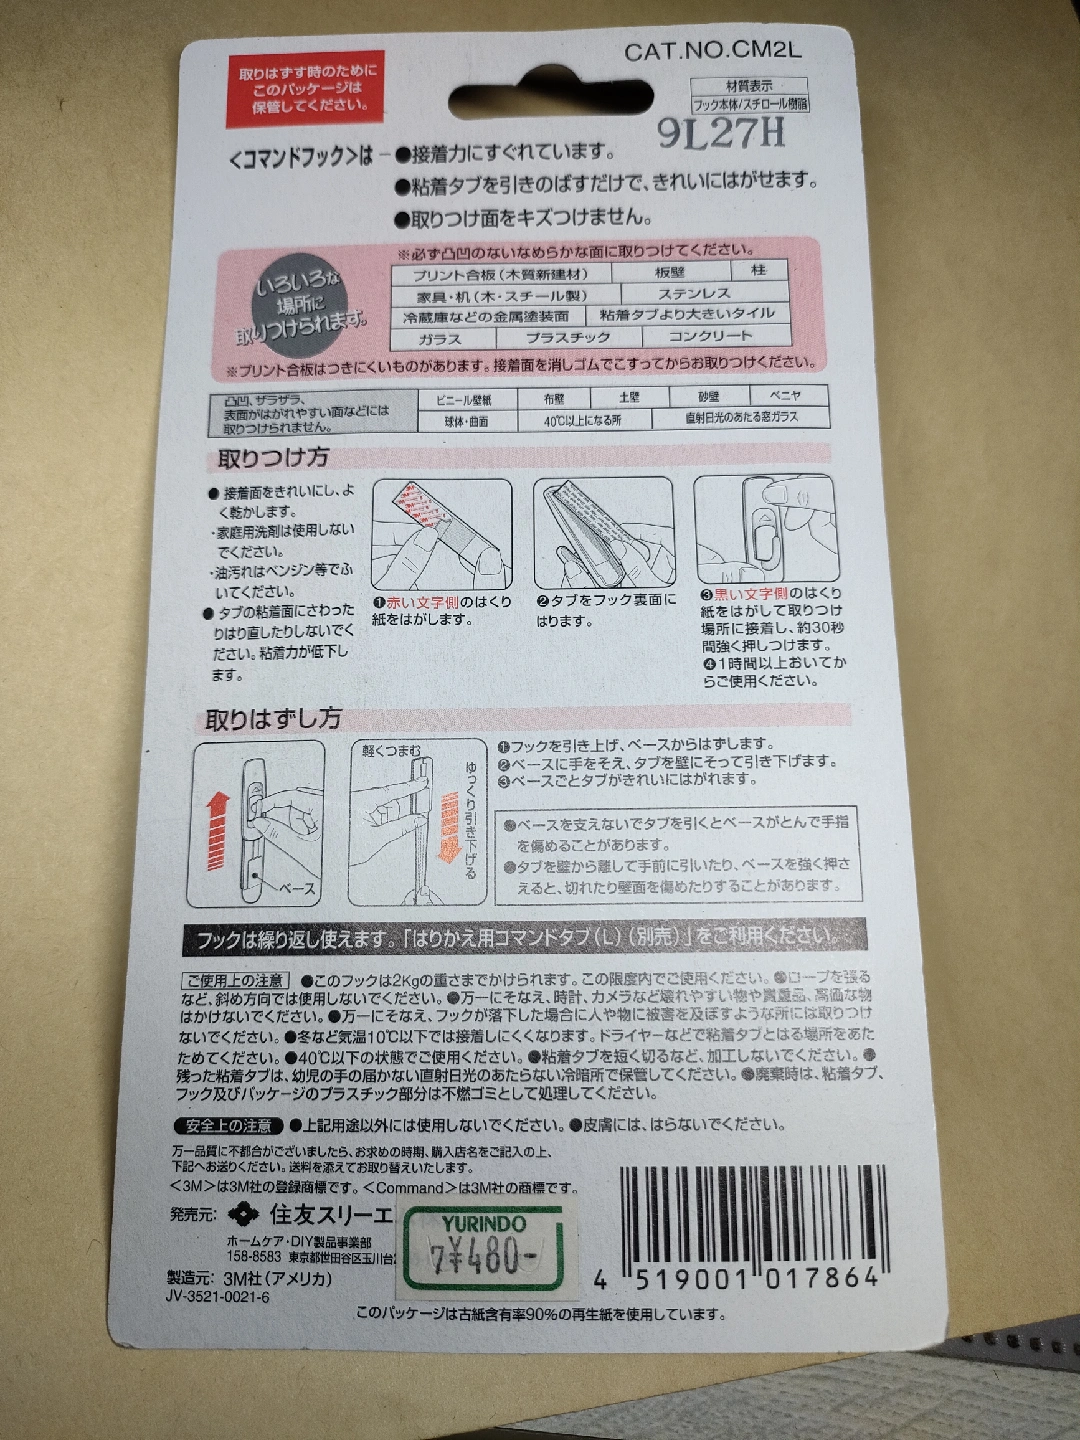 取りはずす時のために
このパッケージは
保管してください。
CAT.NO.CM2L
材質表示
フック本体/スチロール樹脂
9L27H
<コマンドフック>は−●接着力にすぐれています。
●粘着タブを引きのばすだけで、きれいにはがせます。
●取りつけ面をキズつけません。
いろいろな
場所に
取りつけられます。
※必ず凸凹のないなめらかな面に取りつけてください。
プリント合板(木質新建材) 板壁 柱
家具・机(木・スチール製) ステンレス
冷蔵庫などの金属塗装面 粘着タブより大きいタイル
ガラス プラスチック コンクリート
※プリント合板はつきにくいものがあります。接着面を消しゴムでこすってからお取りつけください。
凸凹、ザラザラ、
表面がはがれやすい面などには
取りつけられません。
ビニール壁紙 布壁 土壁 砂壁 ベニヤ
球体・曲面 40℃以上になる所 直射日光のあたる窓ガラス
取りつけ方
●接着面をきれいにし、よ
く乾かします。
・家庭用洗剤は使用しない
でください。
・油汚れはベンジン等でふ
いてください。
●タブの粘着面にさわった
りはり直したりしないでく
ださい。粘着力が低下し
ます。
❶赤い文字側のはくり
紙をはがします。
❷タブをフック裏面に
はります。
❸黒い文字側のはくり
紙をはがして取りつけ
場所に接着し、約30秒
間強く押しつけます。
❹1時間以上おいてか
らご使用ください。
取りはずし方
ベース
軽くつまむ
ゆっくり引き下げる
❶フックを引き上げ、ベースからはずします。
❷ベースに手をそえ、タブを壁にそって引き下げます。
❸ベースごとタブがきれいにはがれます。
●ベースを支えないでタブを引くとベースがとんで手指
を傷めることがあります。
●タブを壁から離して手前に引いたり、ベースを強く押さ
えると、切れたり壁面を傷めたりすることがあります。
フックは繰り返し使えます。「はりかえ用コマンドタブ(L)(別売)」をご利用ください。
ご使用上の注意 ●このフックは2Kgの重さまでかけられます。この限度内でご使用ください。●ロープを張る
など、斜め方向では使用しないでください。●万一にそなえ、時計、カメラなど壊れやすい物や貴重品、高価な物
はかけないでください。●万一にそなえ、フックが落下した場合に人や物に被害を及ぼすような所には取りつけ
ないでください。●冬など気温10℃以下では接着しにくくなります。ドライヤーなどで粘着タブとはる場所をあた
ためてください。●40℃以下の状態でご使用ください。●粘着タブを短く切るなど、加工しないでください。●
残った粘着タブは、幼児の手の届かない直射日光のあたらない冷暗所で保管してください。●廃棄時は、粘着タブ、
フック及びパッケージのプラスチック部分は不燃ゴミとして処理してください。
安全上の注意 ●上記用途以外には使用しないでください。●皮膚には、はらないでください。
万一品質に不都合がございましたら、お求めの時期、購入店名をご記入の上、
下記へお送りください。送料を添えてお取り替えいたします。
<3M>は3M社の登録商標です。<Command>は3M社の商標です。
発売元: 住友スリーエ
ホームケア・DIY製品事業部
158-8583 東京都世田谷区玉川台
製造元: 3M社(アメリカ)
JV-3521-0021-6
YURINDO
7¥480-
4 519001 017864
このパッケージは古紙含有率90%の再生紙を使用しています。